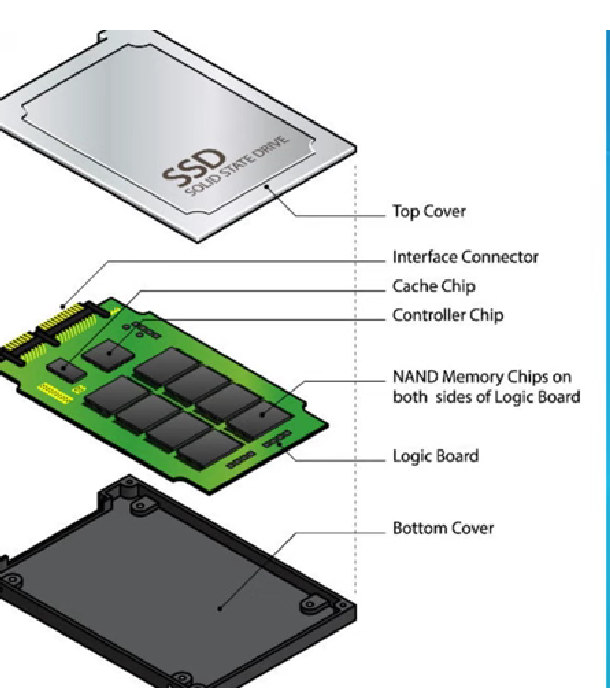 SSD
SOLID STATE DRIVE
Top Cover
Interface Connector
Cache Chip
Controller Chip
NAND Memory Chips on
both sides of Logic Board
Logic Board
Bottom Cover